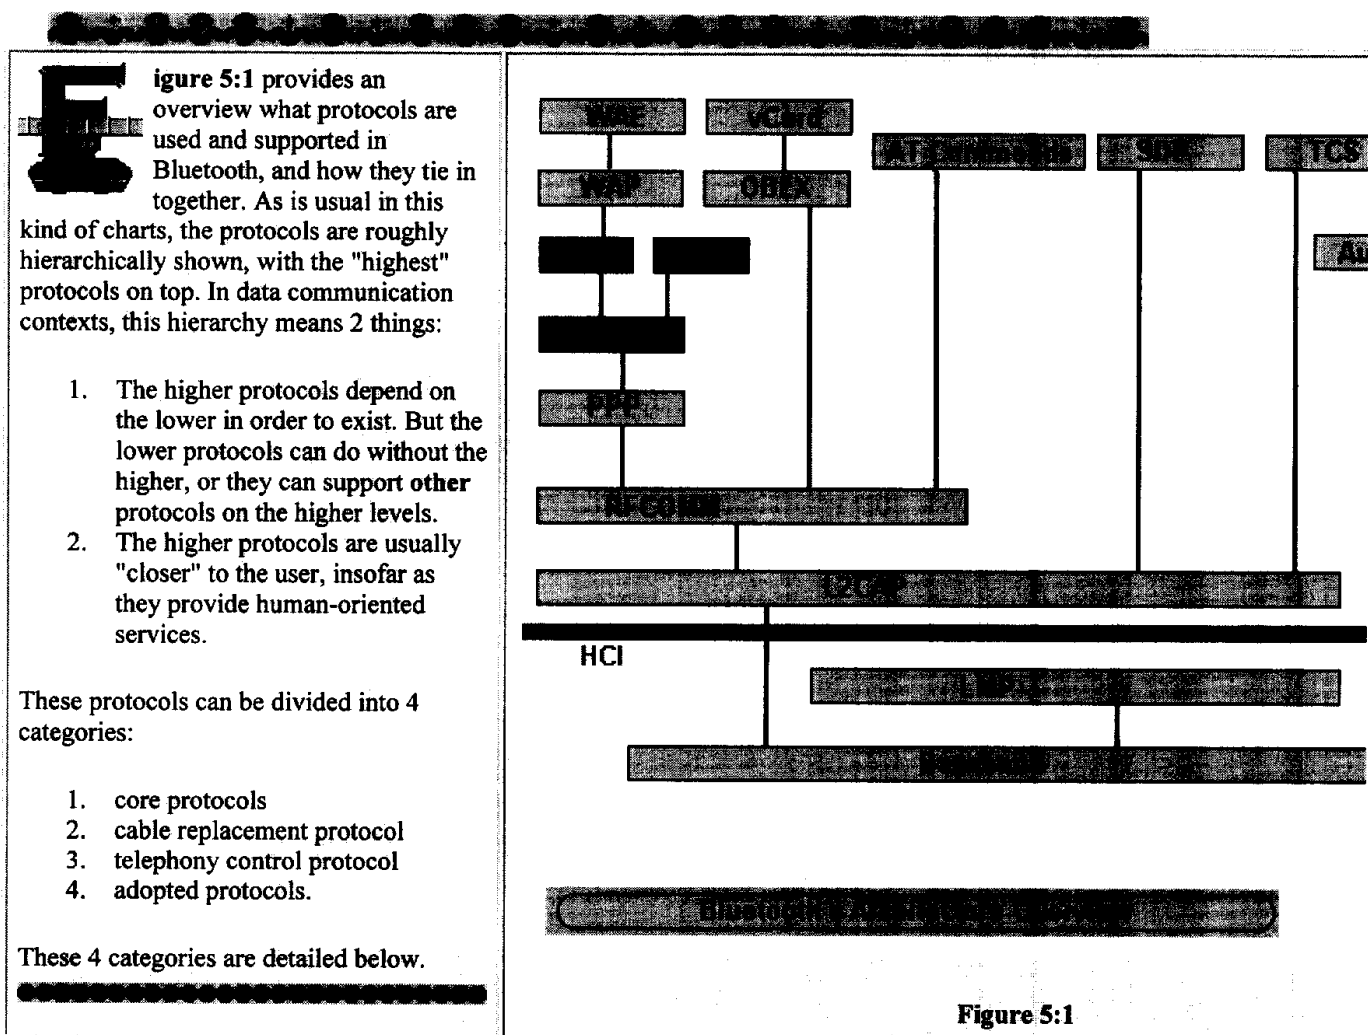 Figure 5:1 provides an
overview what protocols are
used and supported in
Bluetooth, and how they tie in
together. As is usual in this
kind of charts, the protocols are roughly
hierarchically shown, with the "highest"
protocols on top. In data communication
contexts, this hierarchy means 2 things:
1. The higher protocols depend on
the lower in order to exist. But the
lower protocols can do without the
higher, or they can support other
protocols on the higher levels.
2. The higher protocols are usually
"closer" to the user, insofar as
they provide human-oriented
services.
These protocols can be divided into 4
categories:
1. core protocols
2. cable replacement protocol
3. telephony control protocol
4. adopted protocols.
These 4 categories are detailed below.
WAE
vCard
AT-Commands
SDP
TCS
WAP
OBEX
Au
PPP
RFCOMM
L2CAP
HCI
LMP
Baseband
Figure 5:1